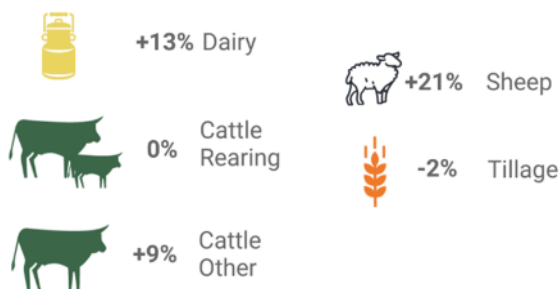 +13% Dairy
0% Cattle
Rearing
+9% Cattle
Other
+21% Sheep
-2% Tillage